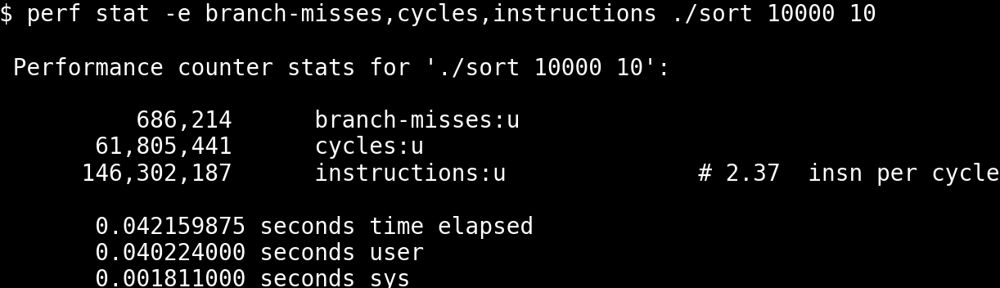 $ perf stat -e branch-misses,cycles,instructions ./sort 10000 10
Performance counter stats for './sort 10000 10':
686,214 branch-misses:u
61,805,441 cycles:u
146,302,187 instructions:u # 2.37 insn per cycle
0.042159875 seconds time elapsed
0.040224000 seconds user
0.001811000 seconds sys